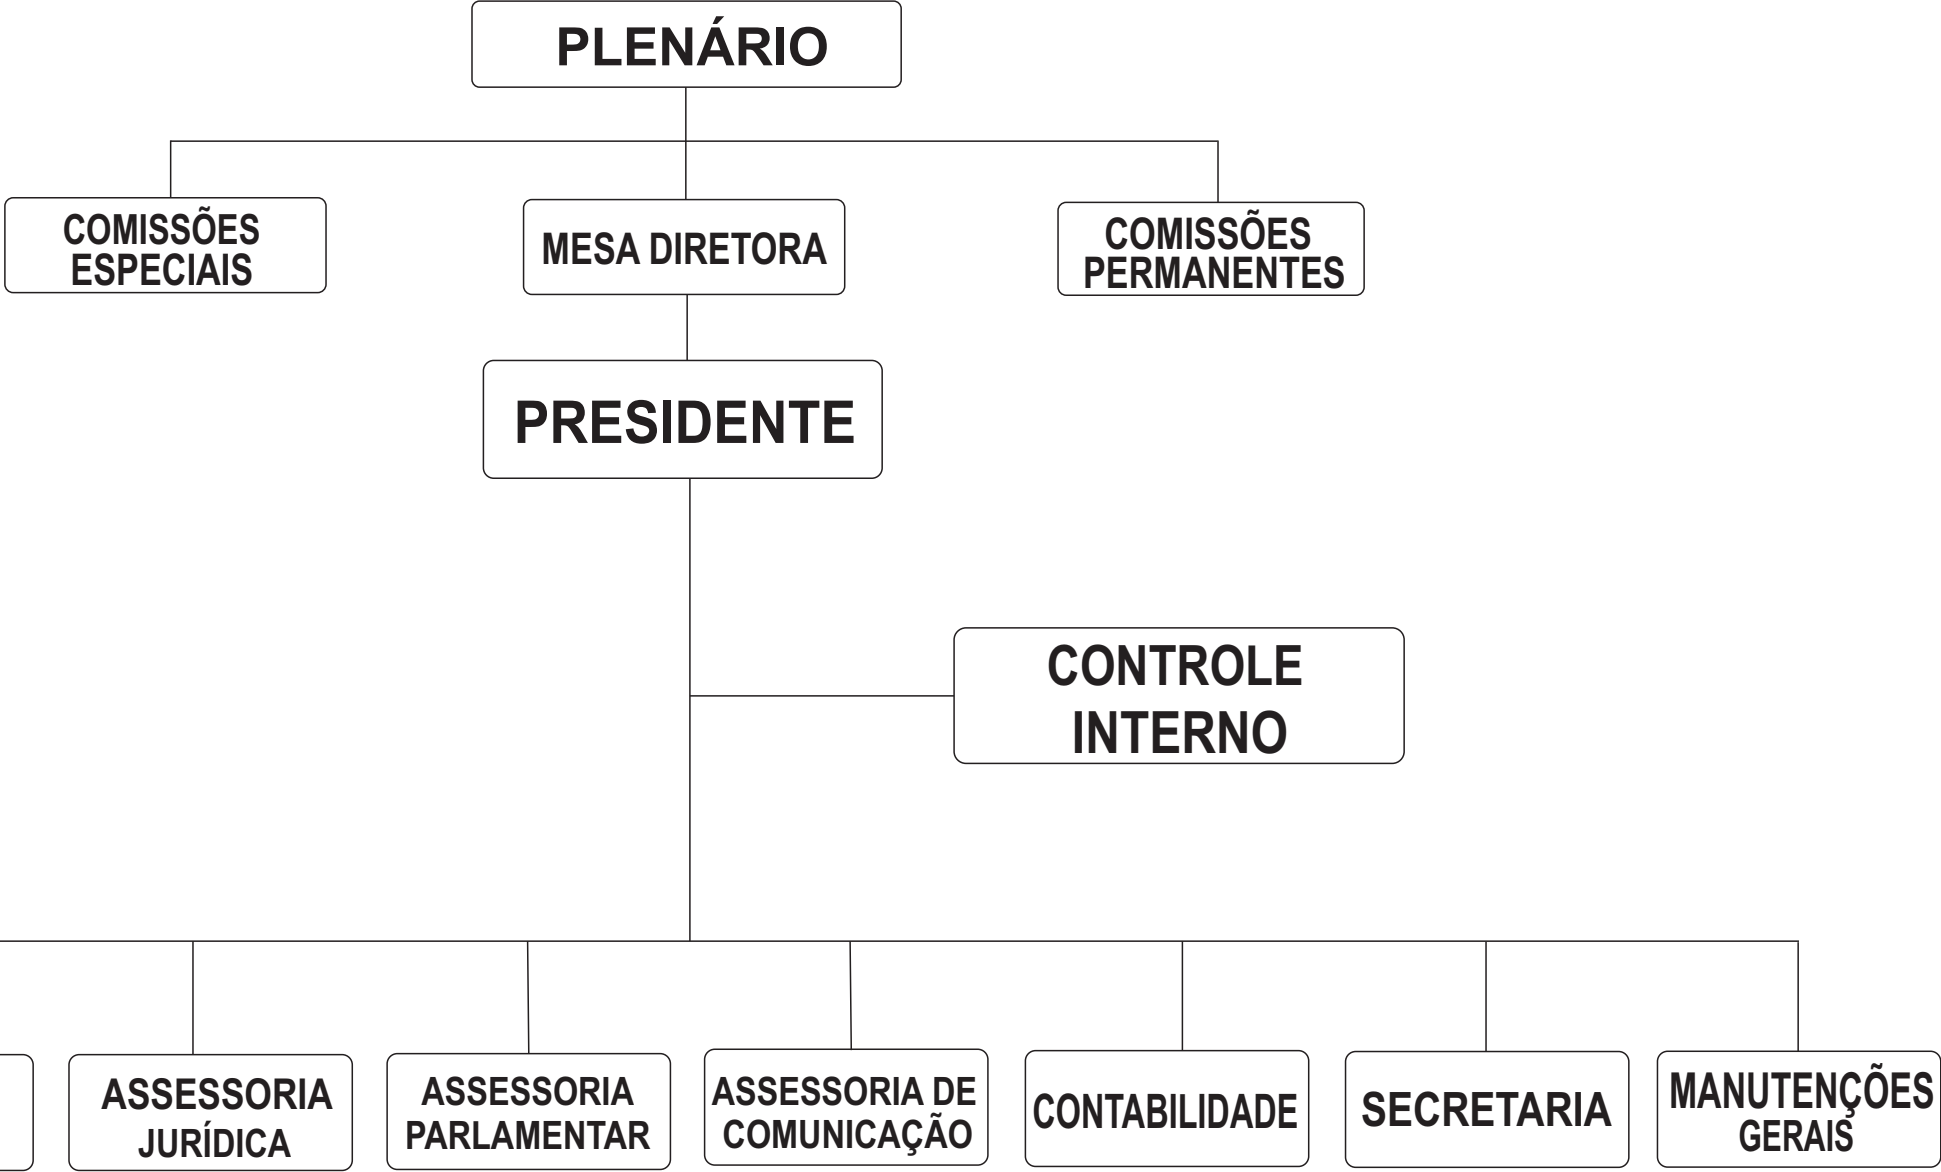 PLENÁRIO
COMISSÕES
ESPECIAIS
MESA DIRETORA
COMISSÕES
PERMANENTES
PRESIDENTE
CONTROLE
INTERNO
ASSESSORIA
JURÍDICA
ASSESSORIA
PARLAMENTAR
ASSESSORIA DE
COMUNICAÇÃO
CONTABILIDADE
SECRETARIA
MANUTENÇÕES
GERAIS